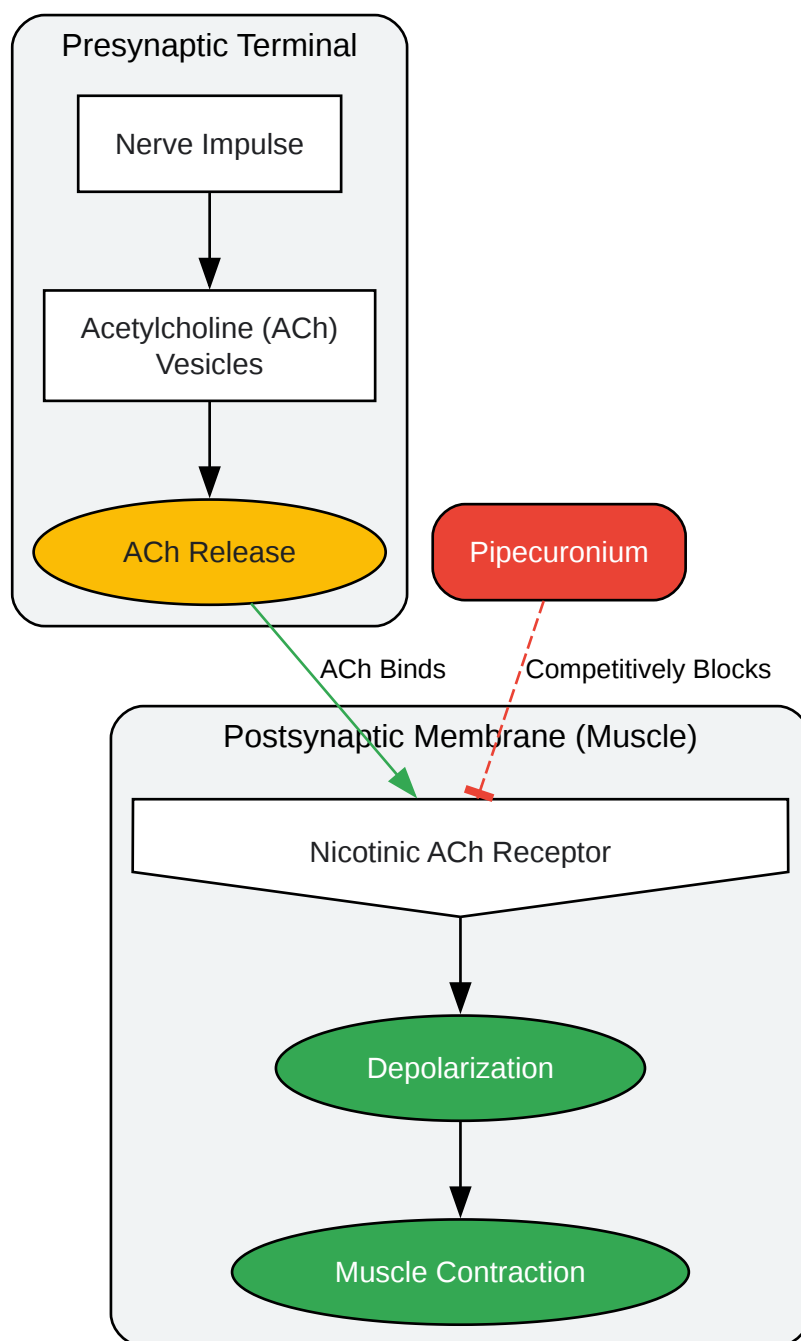 Presynaptic Terminal
Nerve Impulse
Acetylcholine (ACh)
Vesicles
ACh Release
Pipecuronium
ACh Binds
Competitively Blocks
Postsynaptic Membrane (Muscle)
Nicotinic ACh Receptor
Depolarization
Muscle Contraction